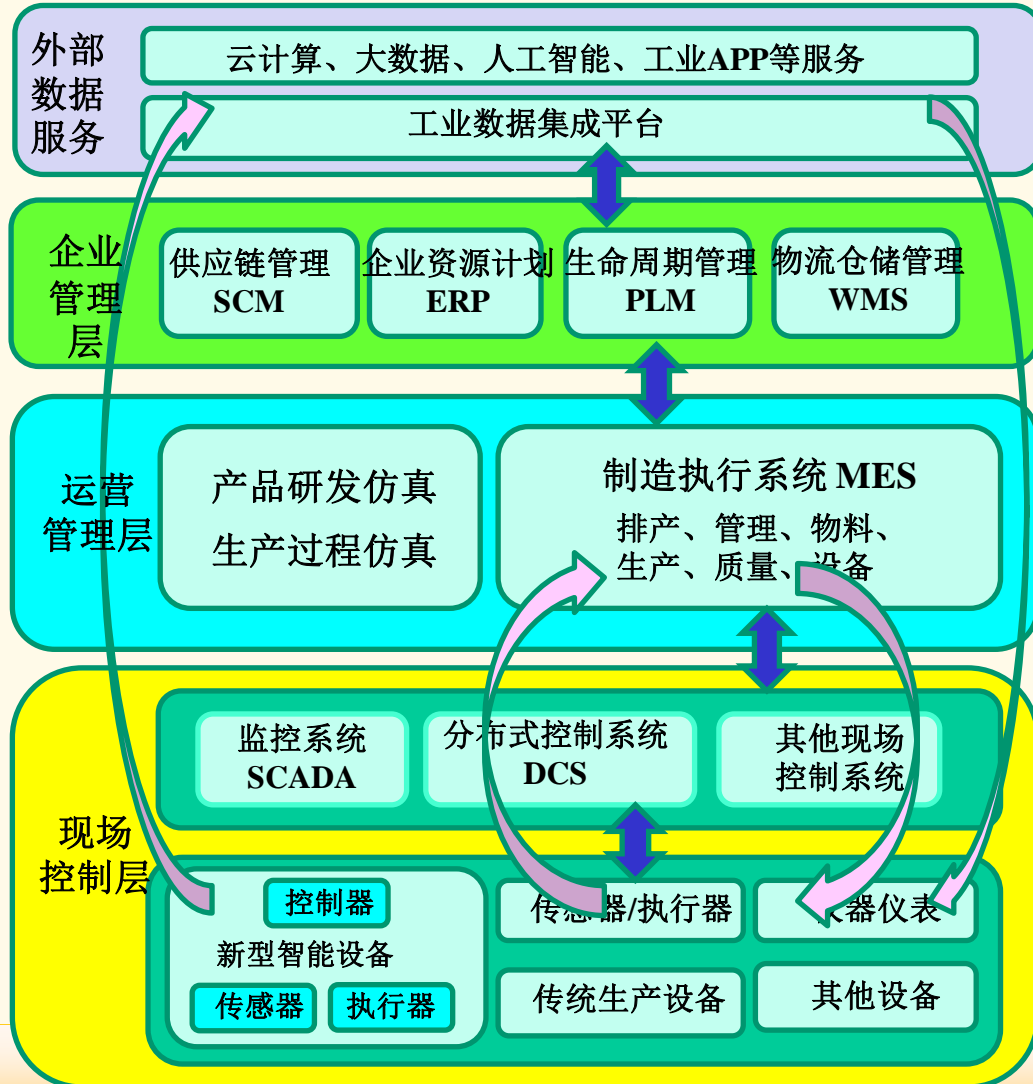 外部
数据
服务
云计算、大数据、人工智能、工业APP等服务
工业数据集成平台
企业
管理
层
供应链管理
SCM
企业资源计划
ERP
生命周期管理
PLM
物流仓储管理
WMS
运营
管理层
产品研发仿真
生产过程仿真
制造执行系统 MES
排产、管理、物料、
生产、质量、设备
现场
控制层
监控系统
SCADA
分布式控制系统
DCS
其他现场
控制系统
控制器
新型智能设备
传感器
执行器
传感器/执行器
仪器仪表
传统生产设备
其他设备